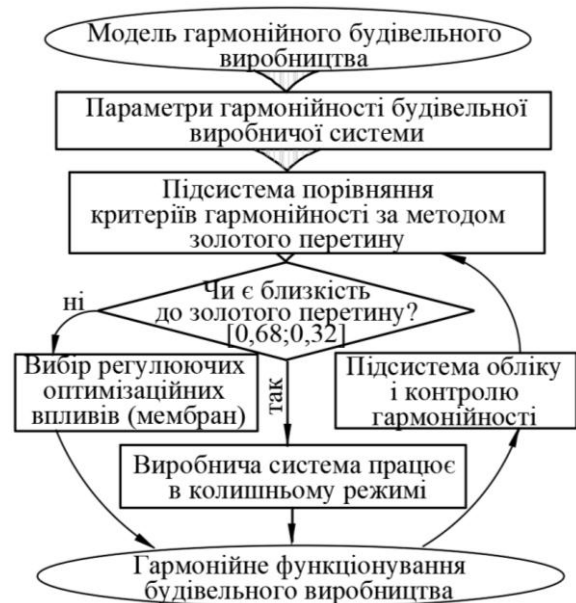 Модель гармонійного будівельного
виробництва
Параметри гармонійності будівельної
виробничої системи
Підсистема порівняння
критеріїв гармонійності за методом
золотого перетину
Чи є близкість
до золотого перетину?
[0,68;0,32]
ні
так
Вибір регулюючих
оптимізаційних
впливів (мембран)
Підсистема обліку
і контролю
гармонійності
Виробнича система працює
в колишньому режимі
Гармонійне функціонування
будівельного виробництва